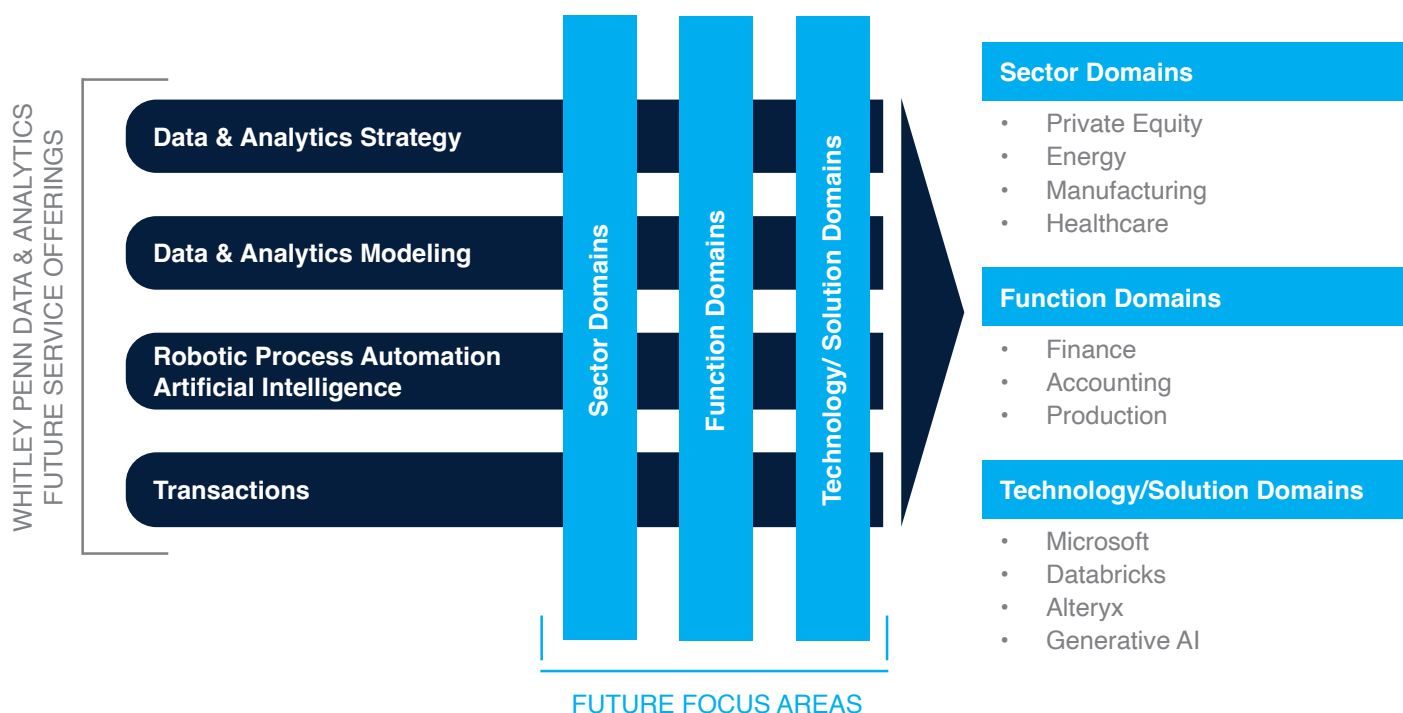 WHITLEY PENN DATA & ANALYTICS
FUTURE SERVICE OFFERINGS
Data & Analytics Strategy
Data & Analytics Modeling
Robotic Process Automation
Artificial Intelligence
Transactions
Sector Domains
Function Domains
Technology/ Solution Domains
FUTURE FOCUS AREAS
Sector Domains
• Private Equity
• Energy
• Manufacturing
• Healthcare
Function Domains
• Finance
• Accounting
• Production
Technology/Solution Domains
• Microsoft
• Databricks
• Alteryx
• Generative AI